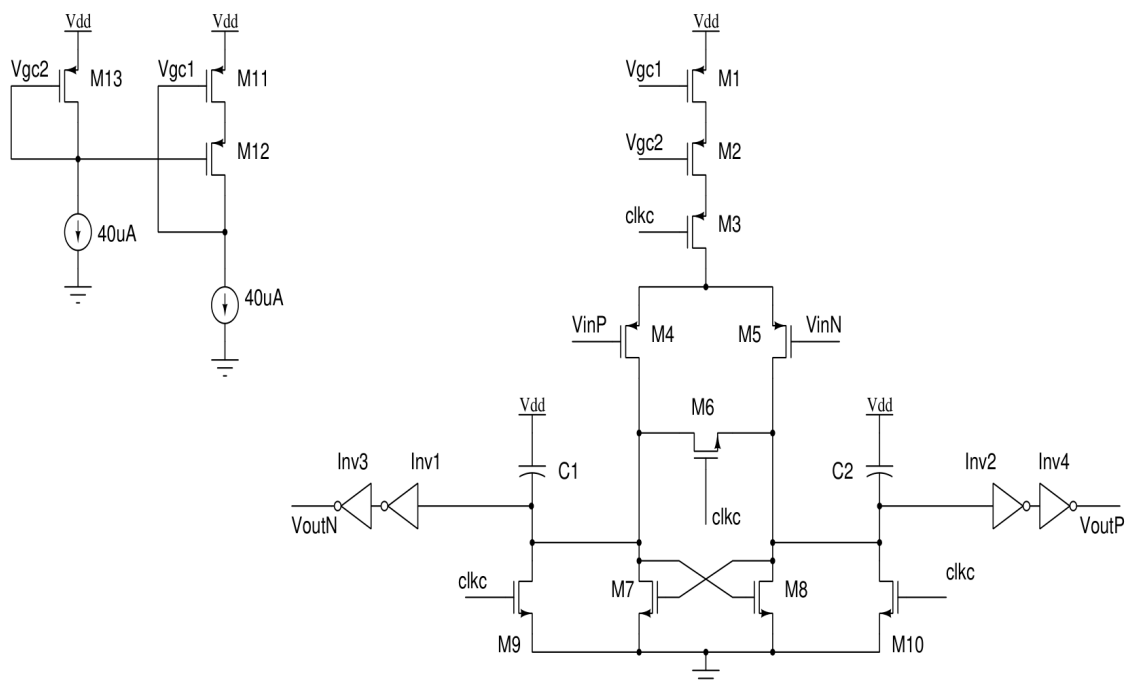 Vdd
Vdd
Vdd
Vgc2
M13
Vgc1
M11
Vgc1
M1
M12
Vgc2
M2
clkc
M3
40uA
40uA
VinP
M4
M5
VinN
M6
Vdd
Vdd
Inv3
Inv1
C1
C2
Inv2
Inv4
VoutN
clkc
VoutP
clkc
M7
M8
clkc
M9
M10